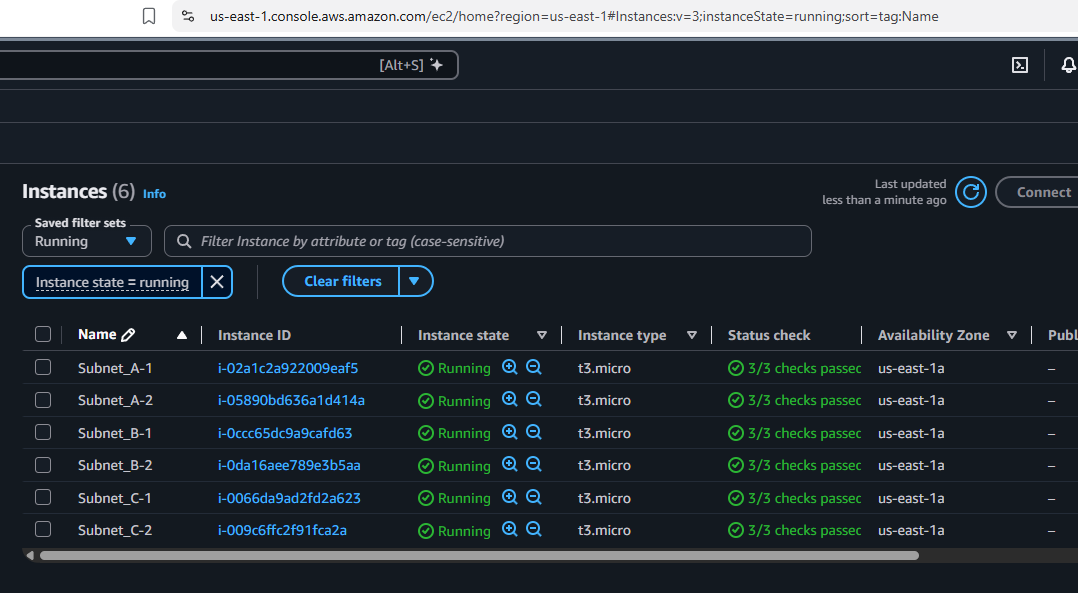 us-east-1.console.aws.amazon.com/ec2/home?region=us-east-1#Instances:v=3;instanceState=running;sort=tag:Name
[Alt+S]
Instances (6) Info
Last updated
less than a minute ago
Connect
Saved filter sets
Running
Filter Instance by attribute or tag (case-sensitive)
Instance state = running
Clear filters
Name Instance ID Instance state Instance type Status check Availability Zone Publ
Subnet_A-1 i-02a1c2a922009eaf5 Running t3.micro 3/3 checks passec us-east-1a –
Subnet_A-2 i-05890bd636a1d414a Running t3.micro 3/3 checks passec us-east-1a –
Subnet_B-1 i-0ccc65dc9a9cafd63 Running t3.micro 3/3 checks passec us-east-1a –
Subnet_B-2 i-0da16aee789e3b5aa Running t3.micro 3/3 checks passec us-east-1a –
Subnet_C-1 i-0066da9ad2fd2a623 Running t3.micro 3/3 checks passec us-east-1a –
Subnet_C-2 i-009c6ffc2f91fca2a Running t3.micro 3/3 checks passec us-east-1a –